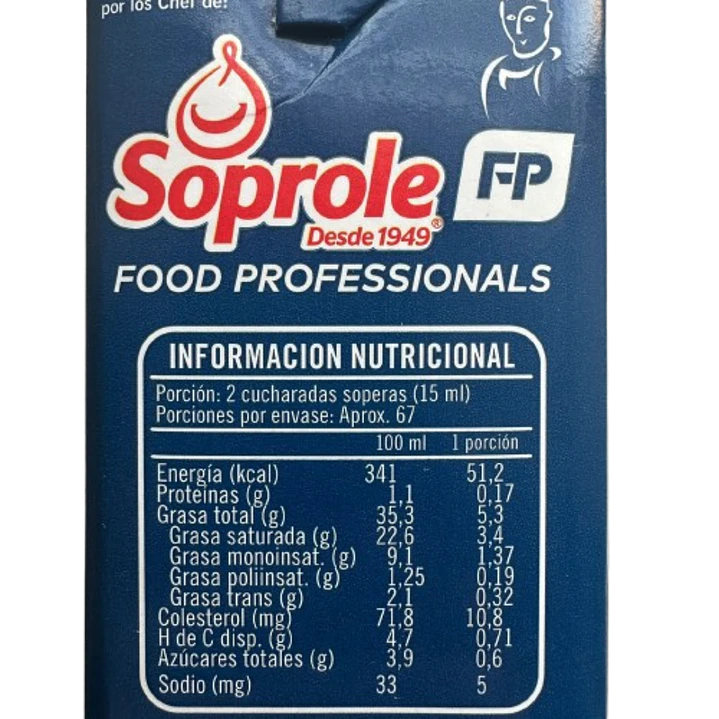 por los Chef de:
Soprole®
Desde 1949
FP
FOOD PROFESSIONALS
INFORMACION NUTRICIONAL
Porción: 2 cucharadas soperas (15 ml)
Porciones por envase: Aprox. 67
100 ml 1 porción
Energía (kcal) 341 51,2
Proteínas (g) 1,1 0,17
Grasa total (g) 35,3 5,3
Grasa saturada (g) 22,6 3,4
Grasa monoinsat. (g) 9,1 1,37
Grasa poliinsat. (g) 1,25 0,19
Grasa trans (g) 2,1 0,32
Colesterol (mg) 71,8 10,8
H de C disp. (g) 4,7 0,71
Azúcares totales (g) 3,9 0,6
Sodio (mg) 33 5